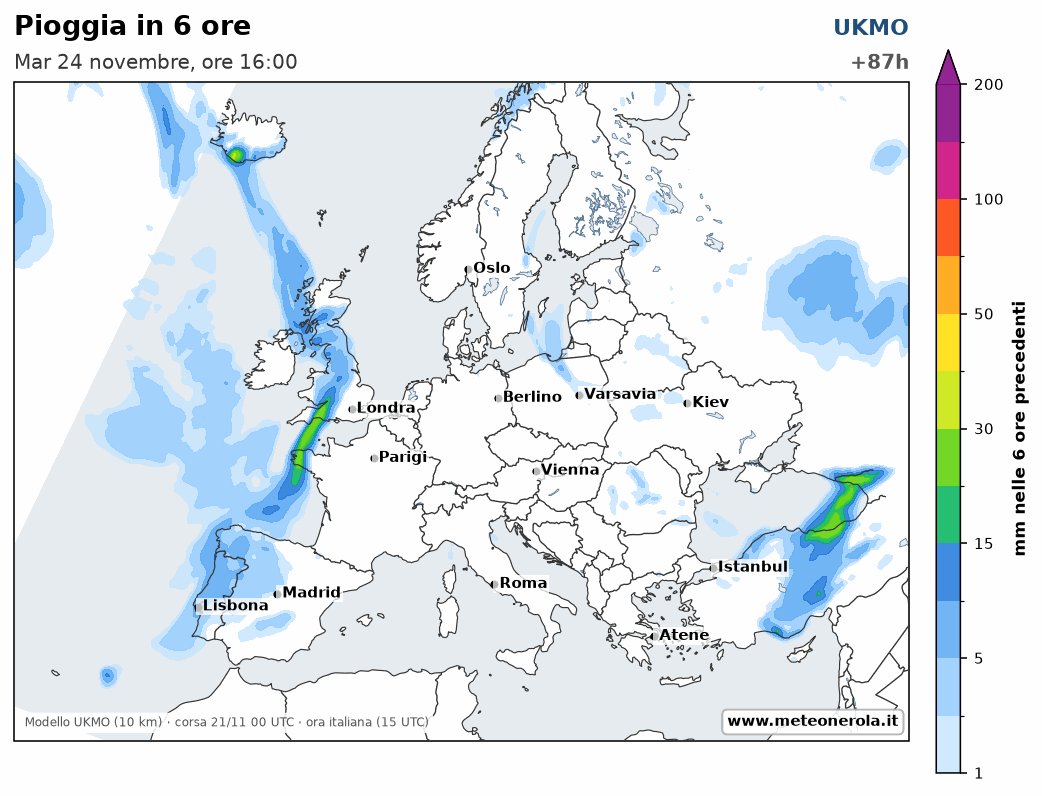 Pioggia in 6 ore
UKMO
Mar 24 novembre, ore 16:00
+87h
200
100
50
30
15
5
1
mm nelle 6 ore precedenti
Oslo
Berlino
Varsavia
Kiev
Londra
Parigi
Vienna
Istanbul
Roma
Madrid
Lisbona
Atene
Modello UKMO (10 km) · corsa 21/11 00 UTC · ora italiana (15 UTC)
www.meteonerola.it